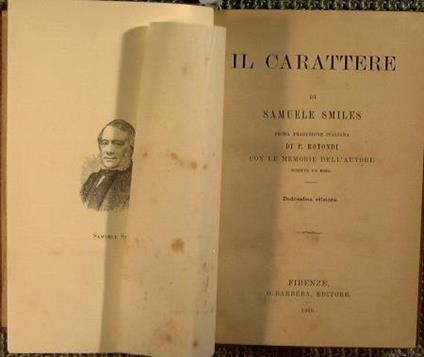 SAMUELE
IL CARATTERE
DI
SAMUELE SMILES
PRIMA TRADUZIONE ITALIANA
DI P. ROTONDI
CON LE MEMORIE DELL'AUTORE
Dodicesima edizione.
FIRENZE,
G. BARBÈRA, EDITORE.